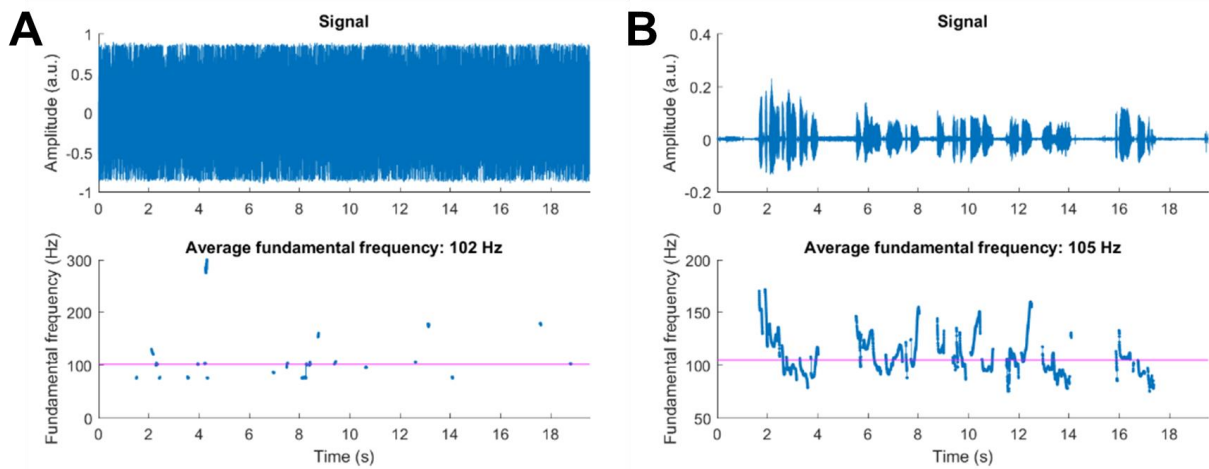 A
Signal
Amplitude (a.u.)
1
0.5
0
-0.5
-1
0 2 4 6 8 10 12 14 16 18
Average fundamental frequency: 102 Hz
Fundamental frequency (Hz)
300
200
100
0
0 2 4 6 8 10 12 14 16 18
Time (s)
B
Signal
Amplitude (a.u.)
0.4
0.2
0
-0.2
0 2 4 6 8 10 12 14 16 18
Average fundamental frequency: 105 Hz
Fundamental frequency (Hz)
200
150
100
50
0 2 4 6 8 10 12 14 16 18
Time (s)